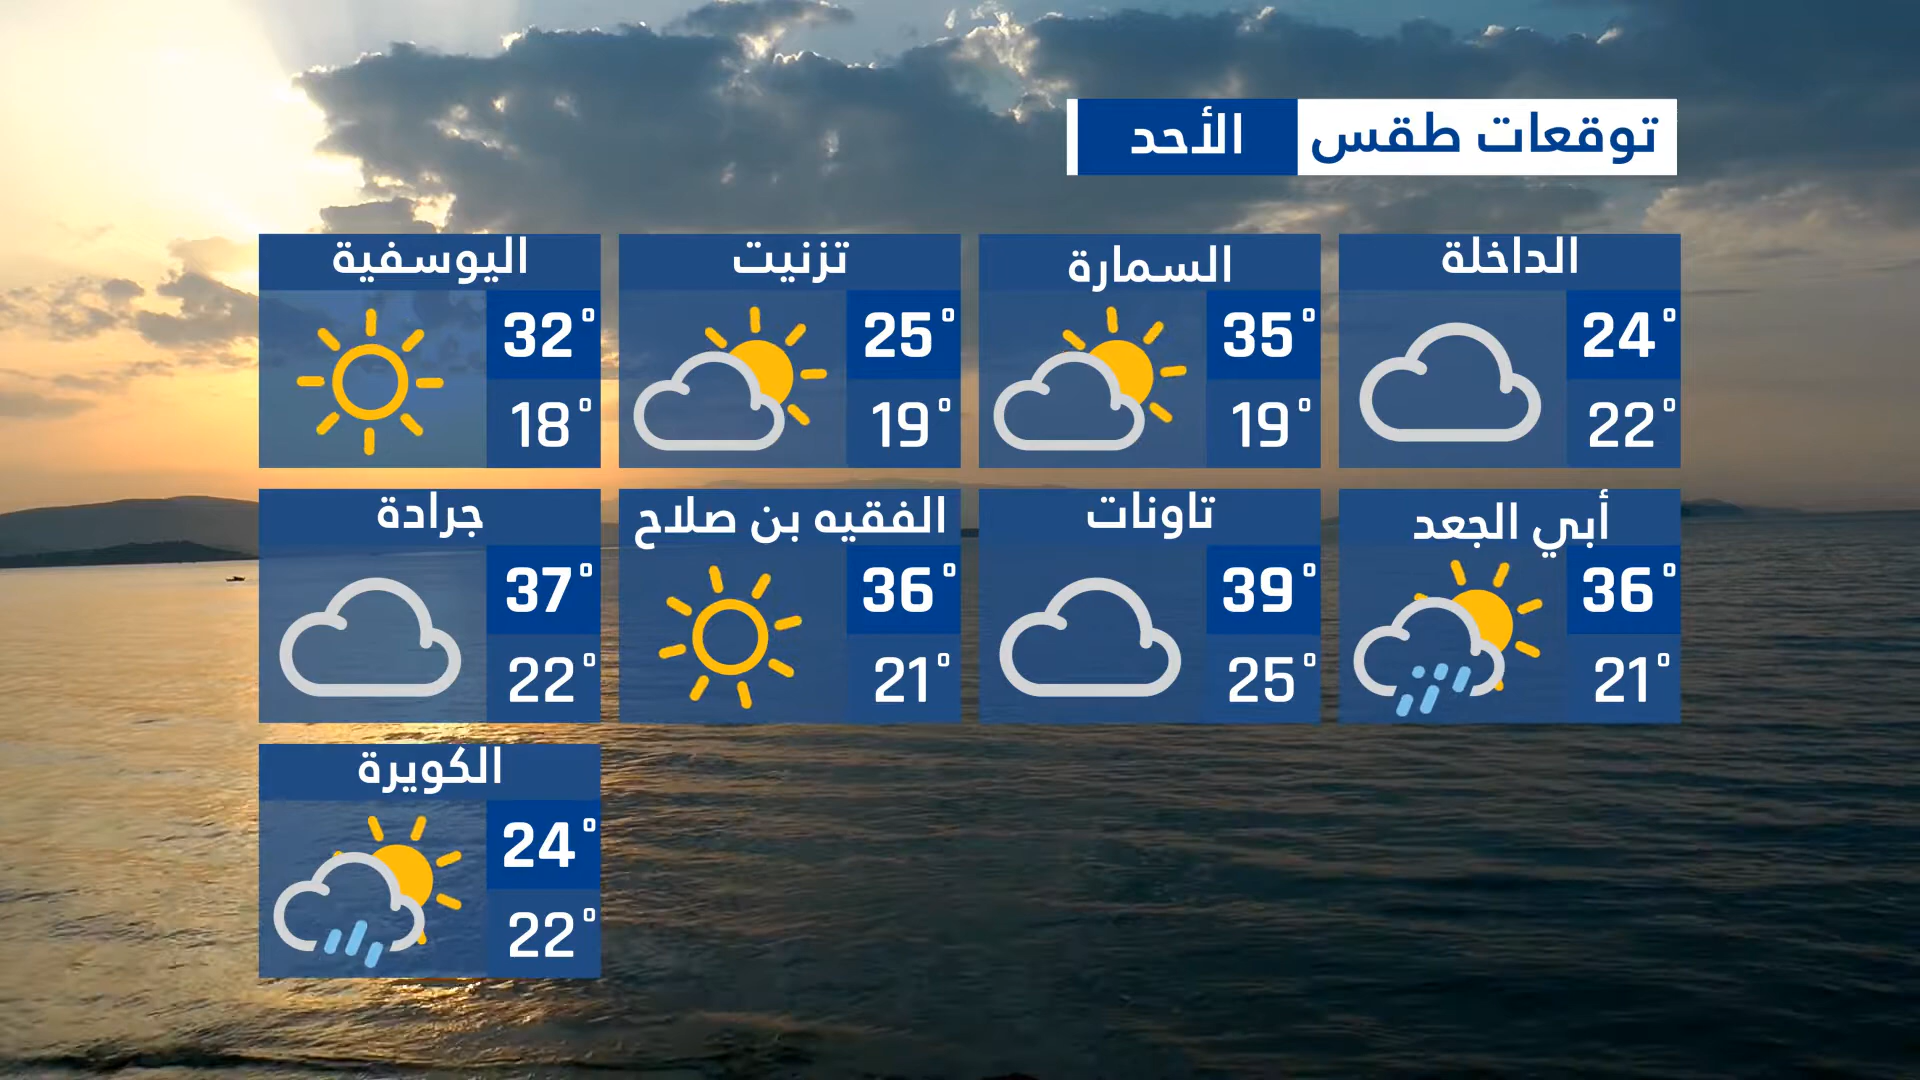 توقعات طقس الأحد
الداخلة
24°
22°
السمارة
35°
19°
تزنيت
25°
19°
اليوسفية
32°
18°
أبي الجعد
36°
21°
تاونات
39°
25°
الفقيه بن صلاح
36°
21°
جرادة
37°
22°
الكويرة
24°
22°